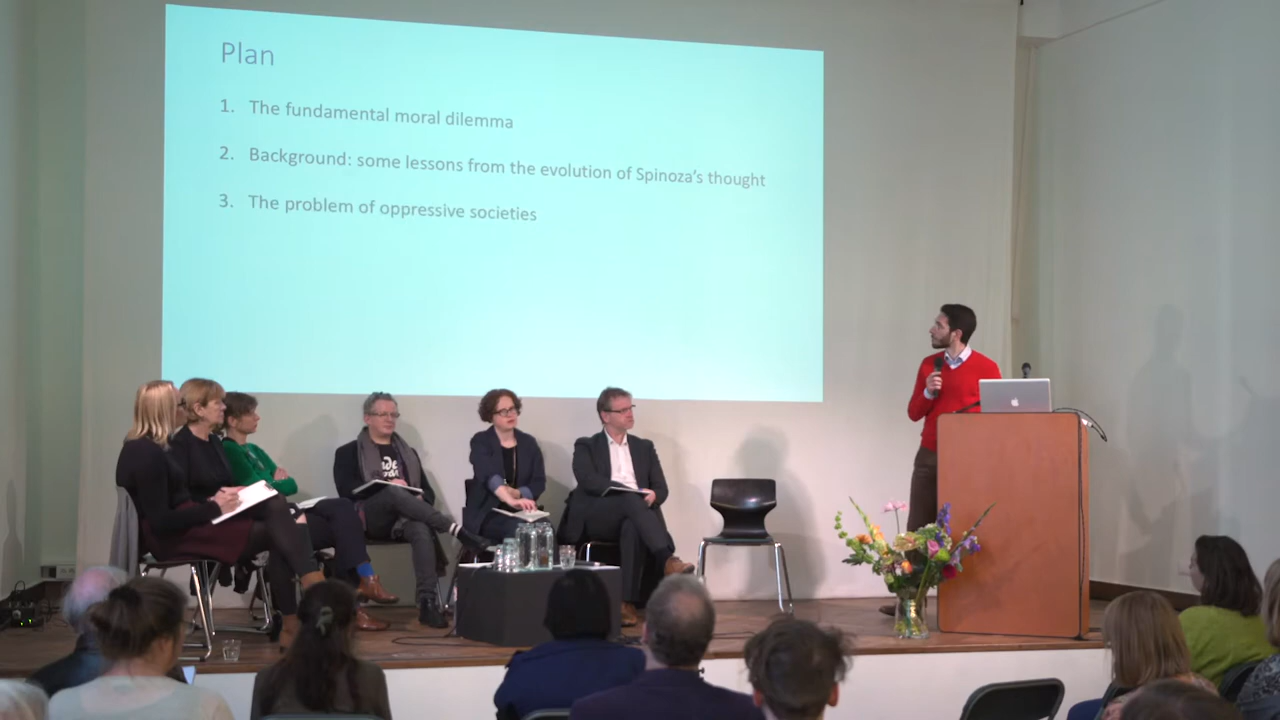 Plan
1. The fundamental moral dilemma
2. Background: some lessons from the evolution of Spinoza's thought
3. The problem of oppressive societies